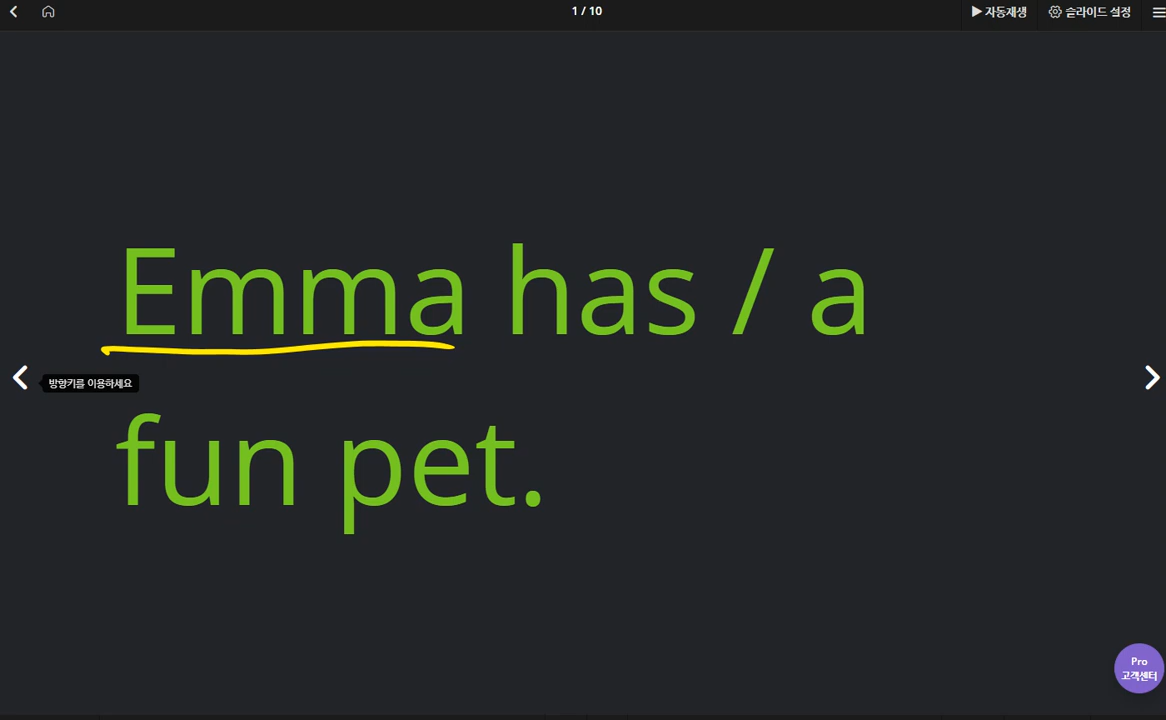 1 / 10
▶ 자동재생
슬라이드 설정
Emma has / a
방향키를 이용하세요
fun pet.
Pro
고객센터